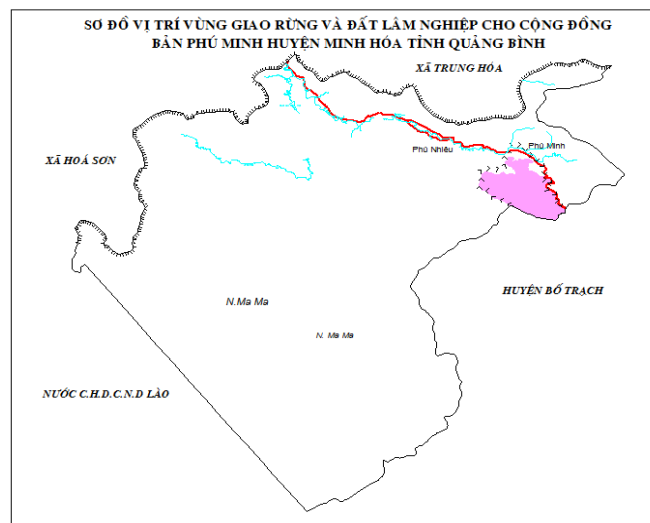 SƠ ĐỒ VỊ TRÍ VÙNG GIAO RỪNG VÀ ĐẤT LÂM NGHIỆP CHO CỘNG ĐỒNG
BẢN PHÚ MINH HUYỆN MINH HÓA TỈNH QUẢNG BÌNH
XÃ TRUNG HÓA
Phú Nhiêu
Phú Minh
XÃ HOÁ SƠN
HUYỆN BỐ TRẠCH
N.Ma Ma
N. Ma Ma
NƯỚC C.H.D.C.N.D LÀO